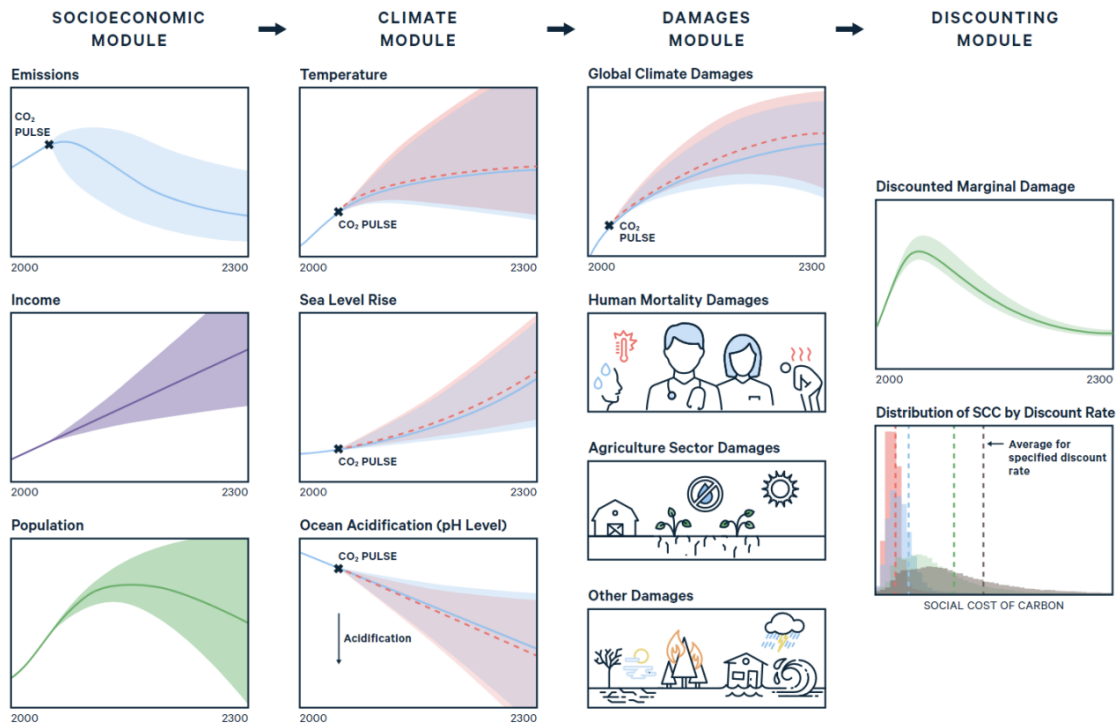 SOCIOECONOMIC
MODULE
CLIMATE
MODULE
DAMAGES
MODULE
DISCOUNTING
MODULE
Emissions
CO₂
PULSE
2000
2300
Income
2000
2300
Population
2000
2300
Temperature
CO₂ PULSE
2000
2300
Sea Level Rise
CO₂ PULSE
2000
2300
Ocean Acidification (pH Level)
CO₂ PULSE
Acidification
2000
2300
Global Climate Damages
CO₂
PULSE
2000
2300
Human Mortality Damages
Agriculture Sector Damages
Other Damages
Discounted Marginal Damage
2000
2300
Distribution of SCC by Discount Rate
Average for
specified discount
rate
SOCIAL COST OF CARBON